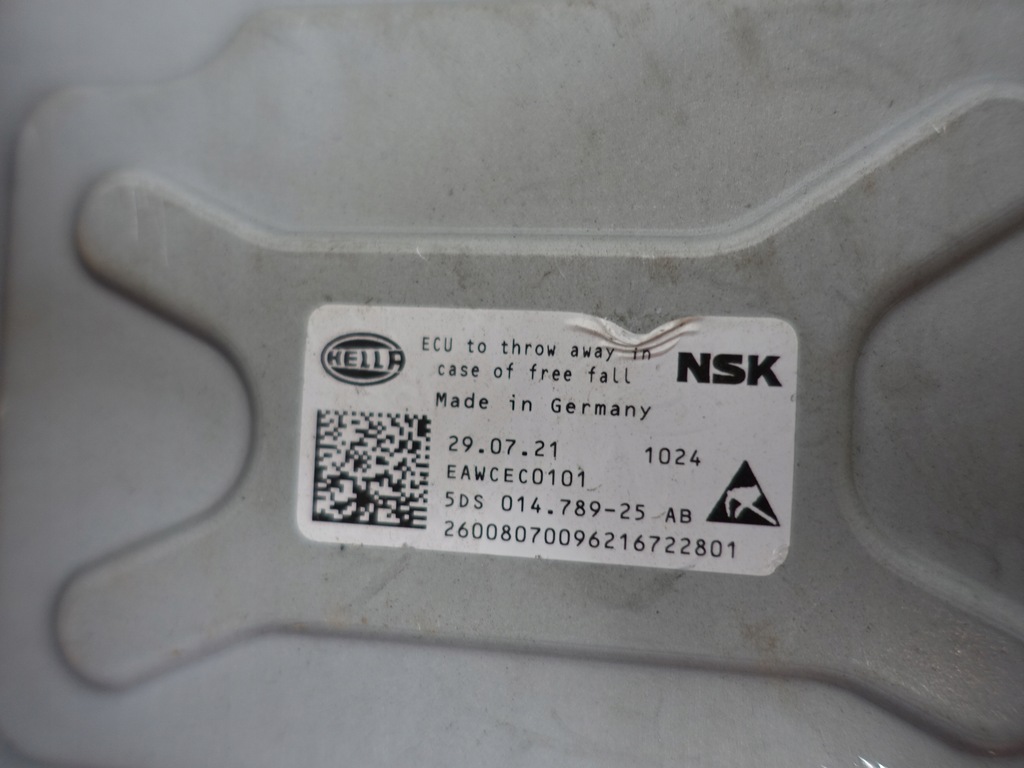 HELLA
ECU to throw away in
case of free fall
NSK
Made in Germany
29.07.21 1024
EAWCEC0101
5DS 014.789-25 AB
26008070096216722801